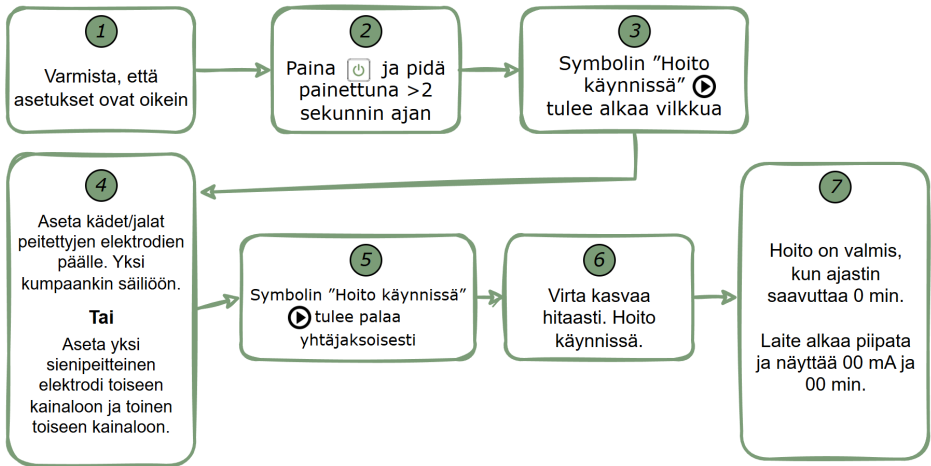 1
Varmista, että
asetukset ovat oikein
2
Paina ja pidä
painettuna >2
sekunnin ajan
3
Symbolin ”Hoito
käynnissä”
tulee alkaa vilkkua
4
Aseta kädet/jalat
peitettyjen elektrodien
päälle. Yksi
kumpaankin säiliöön.
Tai
Aseta yksi
sienipeitteinen
elektrodi toiseen
kainaloon ja toinen
toiseen kainaloon.
5
Symbolin ”Hoito käynnissä”
tulee palaa
yhtäjaksoisesti
6
Virta kasvaa
hitaasti. Hoito
käynnissä.
7
Hoito on valmis,
kun ajastin
saavuttaa 0 min.
Laite alkaa piipata
ja näyttää 00 mA ja
00 min.